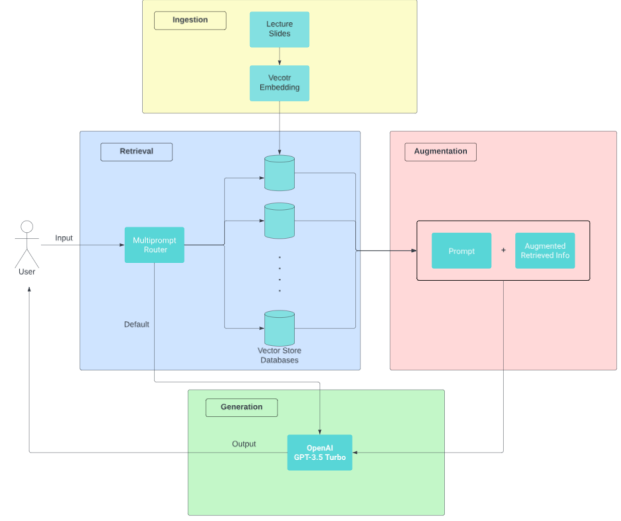 Ingestion
Lecture
Slides
Vecotr
Embedding
Retrieval
Augmentation
Input
Multiprompt
Router
Prompt
+
Augmented
Retrieved Info
User
Default
Vector Store
Databases
Generation
Output
OpenAI
GPT-3.5 Turbo